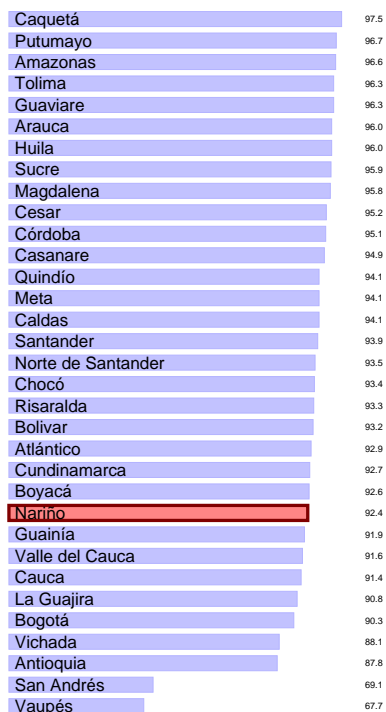 Caquetá 97.5
Putumayo 96.7
Amazonas 96.6
Tolima 96.3
Guaviare 96.3
Arauca 96.0
Huila 96.0
Sucre 95.9
Magdalena 95.8
Cesar 95.2
Córdoba 95.1
Casanare 94.9
Quindío 94.1
Meta 94.1
Caldas 94.1
Santander 93.9
Norte de Santander 93.5
Chocó 93.4
Risaralda 93.3
Bolivar 93.2
Atlántico 92.9
Cundinamarca 92.7
Boyacá 92.6
Nariño 92.4
Guainía 91.9
Valle del Cauca 91.6
Cauca 91.4
La Guajira 90.8
Bogotá 90.3
Vichada 88.1
Antioquia 87.8
San Andrés 69.1
Vaupés 67.7